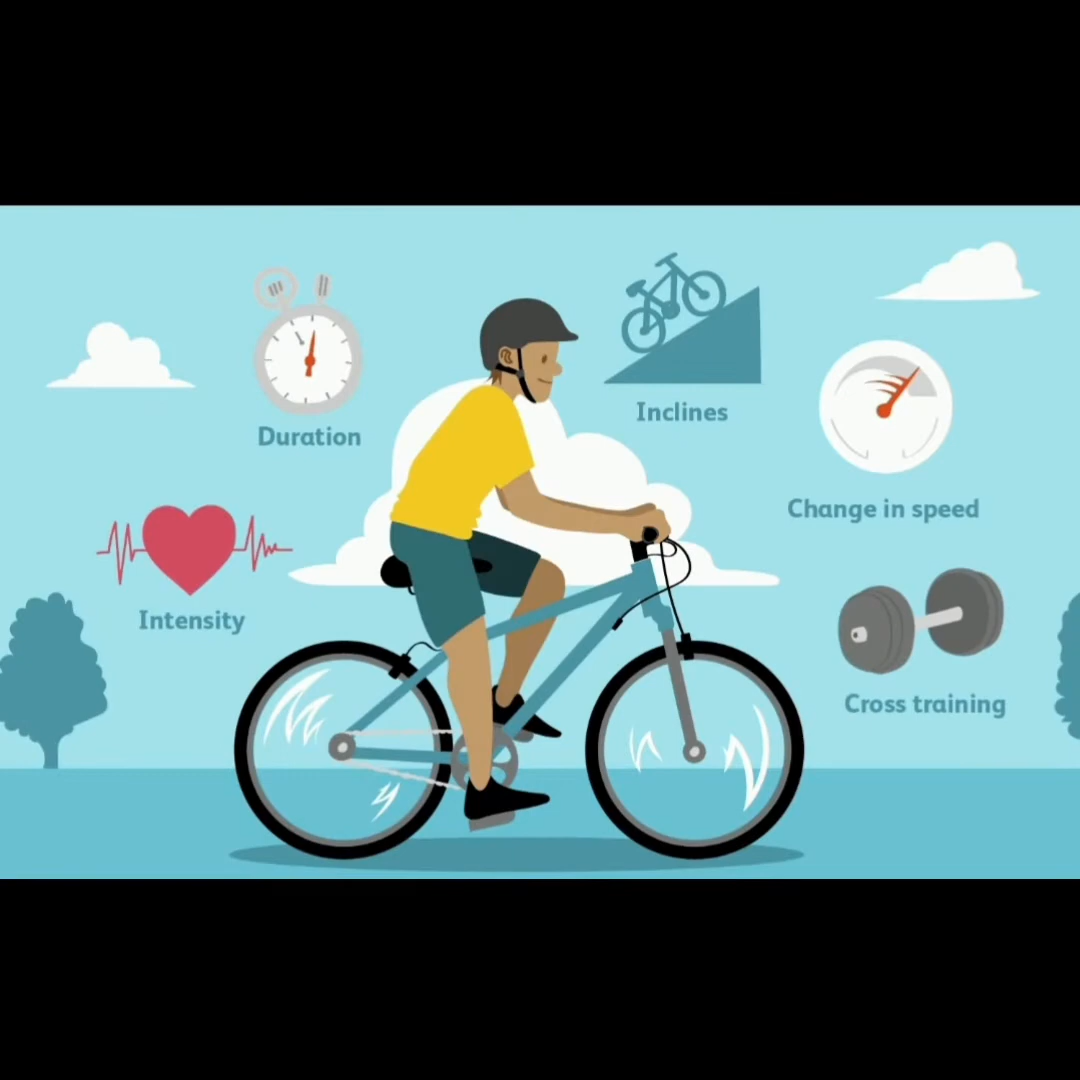 Duration
Inclines
Change in speed
Intensity
Cross training